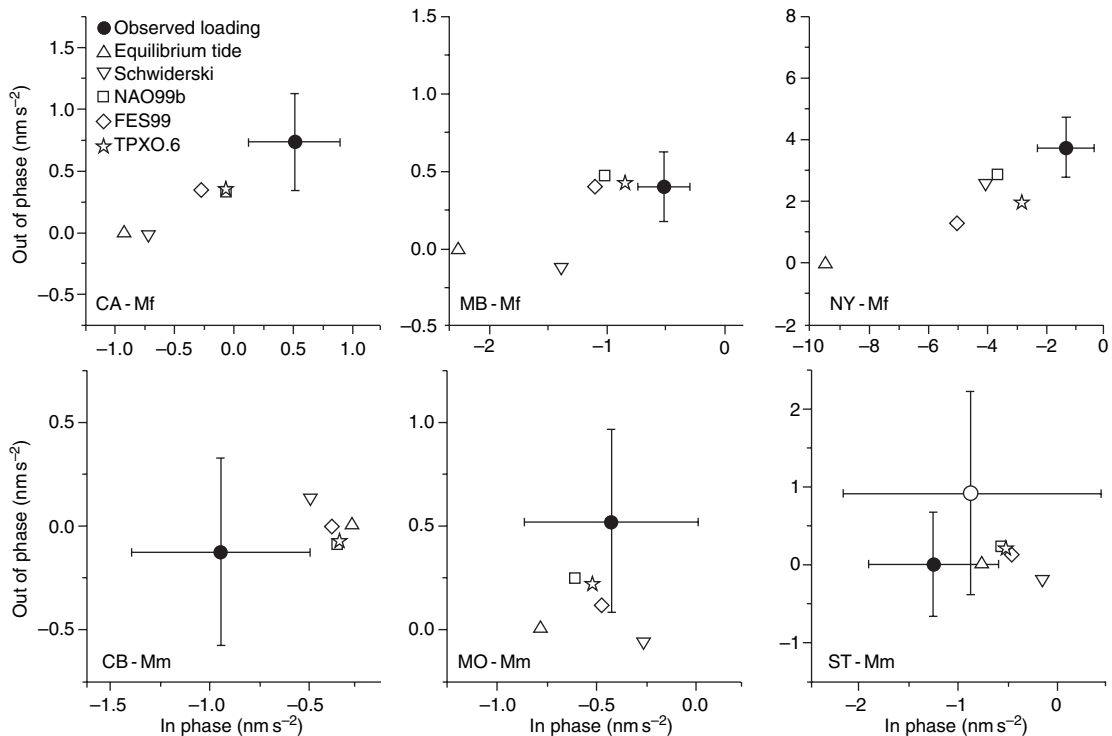 Observed loading
Equilibrium tide
Schwiderski
NAO99b
FES99
TPXO.6
Out of phase (nm s⁻²)
1.5
1.0
0.5
0.0
−0.5
CA - Mf
−1.0 −0.5 0.0 0.5 1.0
1.5
1.0
0.5
0.0
−0.5
MB - Mf
−2 −1 0
8
6
4
2
0
−2
NY - Mf
−10 −8 −6 −4 −2 0
Out of phase (nm s⁻²)
0.5
0.0
−0.5
CB - Mm
−1.5 −1.0 −0.5
In phase (nm s⁻²)
1.0
0.5
0.0
MO - Mm
−1.0 −0.5 0.0
In phase (nm s⁻²)
2
1
0
−1
ST - Mm
−2 −1 0
In phase (nm s⁻²)